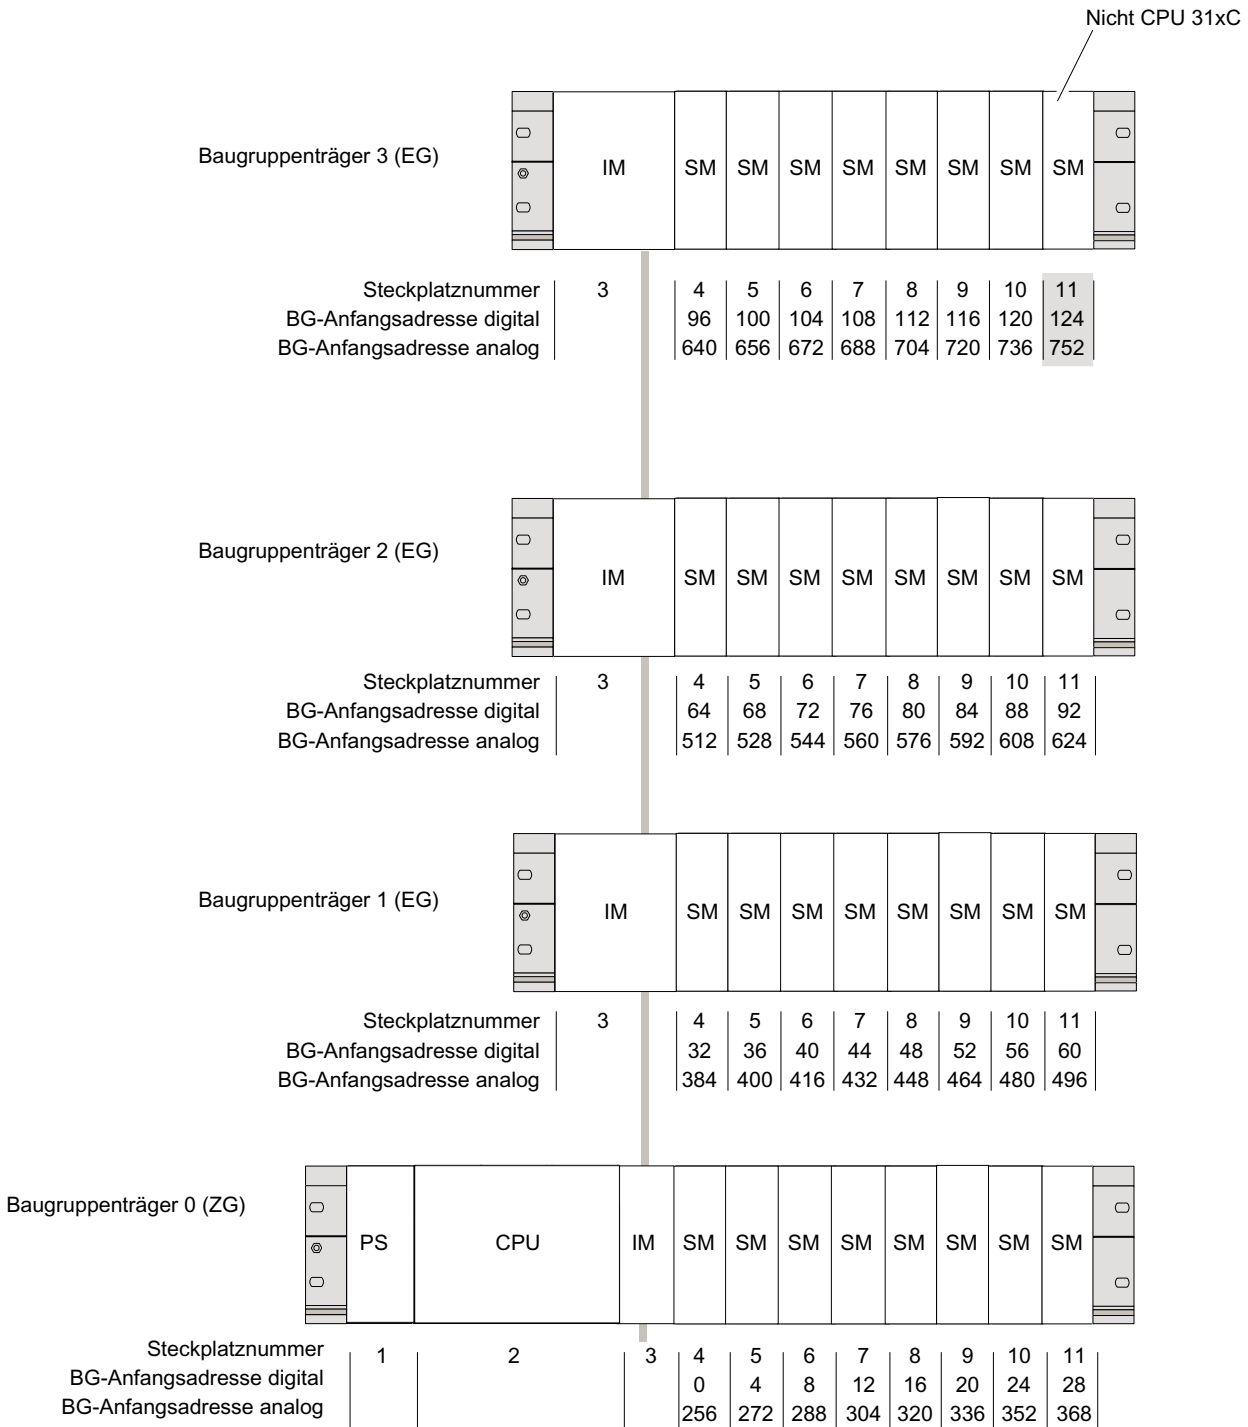 Nicht CPU 31xC
Baugruppenträger 3 (EG)
IM SM SM SM SM SM SM SM SM
Steckplatznummer 3 4 5 6 7 8 9 10 11
BG-Anfangsadresse digital 96 100 104 108 112 116 120 124
BG-Anfangsadresse analog 640 656 672 688 704 720 736 752
Baugruppenträger 2 (EG)
IM SM SM SM SM SM SM SM SM
Steckplatznummer 3 4 5 6 7 8 9 10 11
BG-Anfangsadresse digital 64 68 72 76 80 84 88 92
BG-Anfangsadresse analog 512 528 544 560 576 592 608 624
Baugruppenträger 1 (EG)
IM SM SM SM SM SM SM SM SM
Steckplatznummer 3 4 5 6 7 8 9 10 11
BG-Anfangsadresse digital 32 36 40 44 48 52 56 60
BG-Anfangsadresse analog 384 400 416 432 448 464 480 496
Baugruppenträger 0 (ZG)
PS CPU IM SM SM SM SM SM SM SM SM
Steckplatznummer 1 2 3 4 5 6 7 8 9 10 11
BG-Anfangsadresse digital 0 4 8 12 16 20 24 28
BG-Anfangsadresse analog 256 272 288 304 320 336 352 368